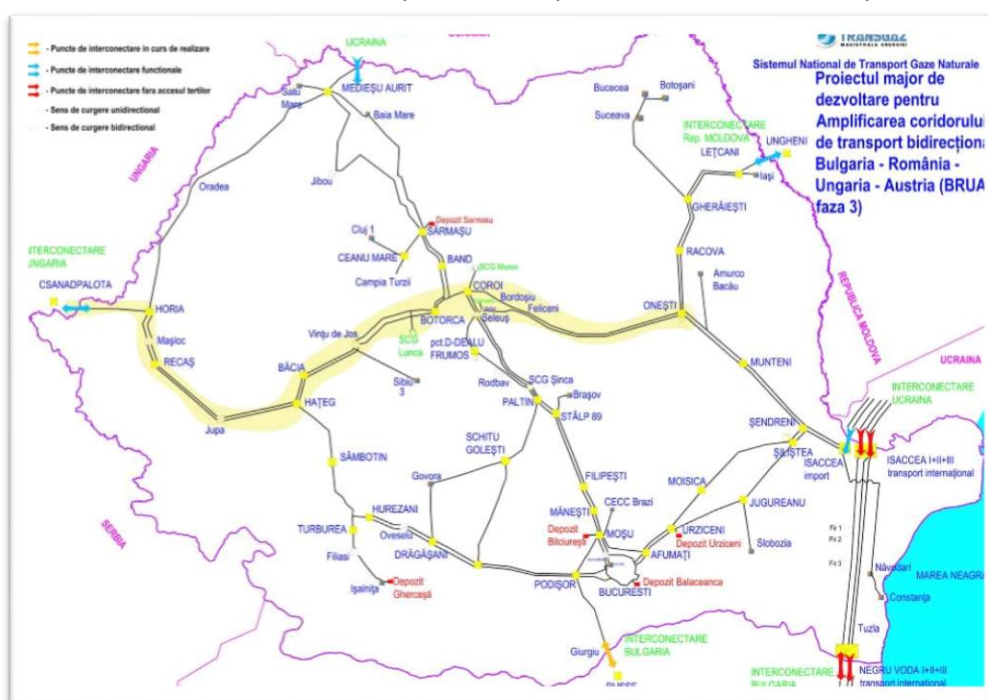 - Puncte de interconectare in curs de realizare
- Puncte de interconectare functionale
- Puncte de interconectare fara accesul tertilor
- Sens de curgere unidirectional
- Sens de curgere bidirectional
TRANSGAZ
MAGISTRALA ENERGIEI
Sistemul National de Transport Gaze Naturale
Proiectul major de
dezvoltare pentru
Amplificarea coridorului
de transport bidirecționa
Bulgaria - România -
Ungaria - Austria (BRUA
faza 3)
UCRAINA
MEDIEȘU AURIT
Satu
Mare
Baia Mare
Bucecea
Botoșani
Suceava
INTERCONECTARE
Rep. MOLDOVA
UNGHENI
LEȚCANI
Iași
UNGARIA
Oradea
Jibou
GHERĂIEȘTI
Depozit Sarmasu
SĂRMAȘU
Cluj 1
CEANU MARE
Campia Turzii
BAND
RACOVA
Amurco
Bacău
REPUBLICA MOLDOVA
INTERCONECTARE
UNGARIA
CSANADPALOTA
HORIA
SCG Mures
COROI
Bordoșiu
Feliceni
Seleuș
ONEȘTI
Mașloc
RECAȘ
BOTORCA
Vințu de Jos
SCG
Lunca
pct.D-DEALU
FRUMOS
BĂCIA
Sibiu
3
Rodbav
SCG Șinca
MUNTENI
UCRAINA
INTERCONECTARE
UCRAINA
HAȚEG
PALTIN
Brașov
STÂLP 89
Jupa
ȘENDRENI
SCHITU
GOLEȘTI
ȘILIȘTEA
ISACCEA
import
ISACCEA I+II+III
transport international
SÂMBOTIN
Govora
FILIPEȘTI
MOISICA
JUGUREANU
CECC Brazi
MĂNEȘTI
SERBIA
HUREZANI
TURBUREA
Oveselu
DRĂGĂȘANI
Depozit
Bilciurești
MOȘU
URZICENI
Depozit Urziceni
Slobozia
Fir 1
Fir 2
Fir 3
Filiasi
AFUMAȚI
Ișalnița
Depozit
Ghercești
PODIȘOR
BUCURESTI
Depozit Balaceanca
Năvodari
MAREA NEAGR
Constanța
Tuzla
Giurgiu
INTERCONECTARE
BULGARIA
INTERCONECTARE
BULGARIA
NEGRU VODA I+II+III
transport international